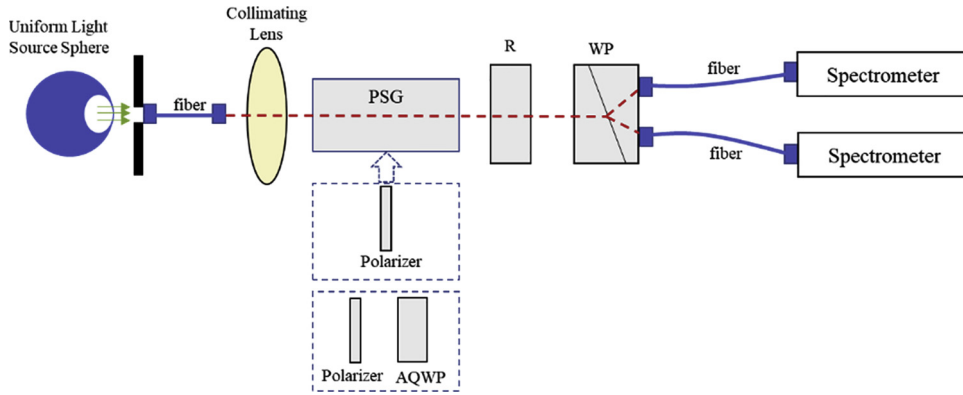 Uniform Light
Source Sphere
fiber
Collimating
Lens
PSG
R
WP
fiber
Spectrometer
fiber
Spectrometer
Polarizer
Polarizer
AQWP